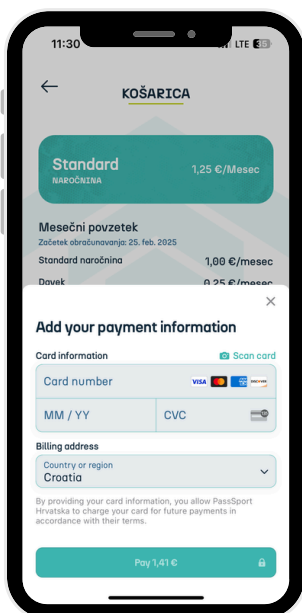 11:30
LTE
KOŠARICA
Standard
NAROČNINA
1,25 €/Mesec
Mesečni povzetek
Začetek obračunavanja: 25. feb. 2025
Standard naročnina
1,00 €/mesec
Davek
0,25 €/mesec
Add your payment information
Card information
Scan card
Card number
VISA
MM / YY
CVC
Billing address
Country or region
Croatia
By providing your card information, you allow PassSport
Hrvatska to charge your card for future payments in
accordance with their terms.
Pay 1,41 €